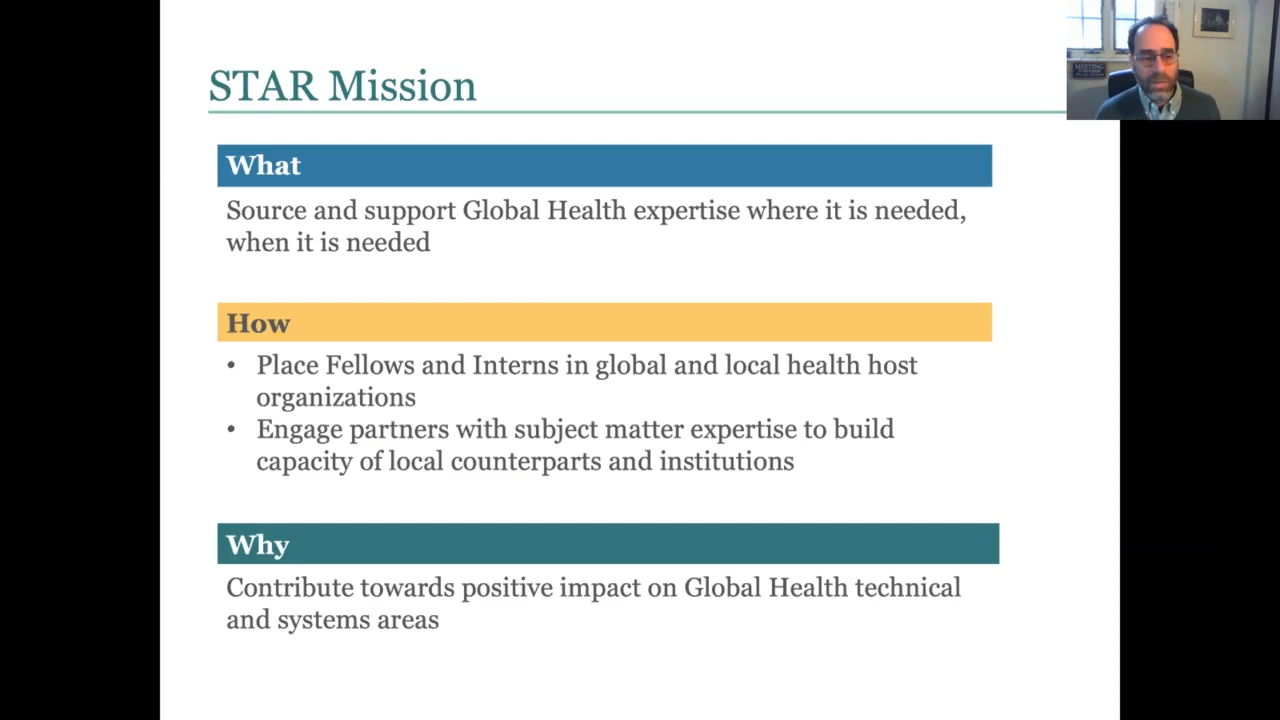 STAR Mission
What
Source and support Global Health expertise where it is needed,
when it is needed
How
• Place Fellows and Interns in global and local health host
organizations
• Engage partners with subject matter expertise to build
capacity of local counterparts and institutions
Why
Contribute towards positive impact on Global Health technical
and systems areas
MEETING